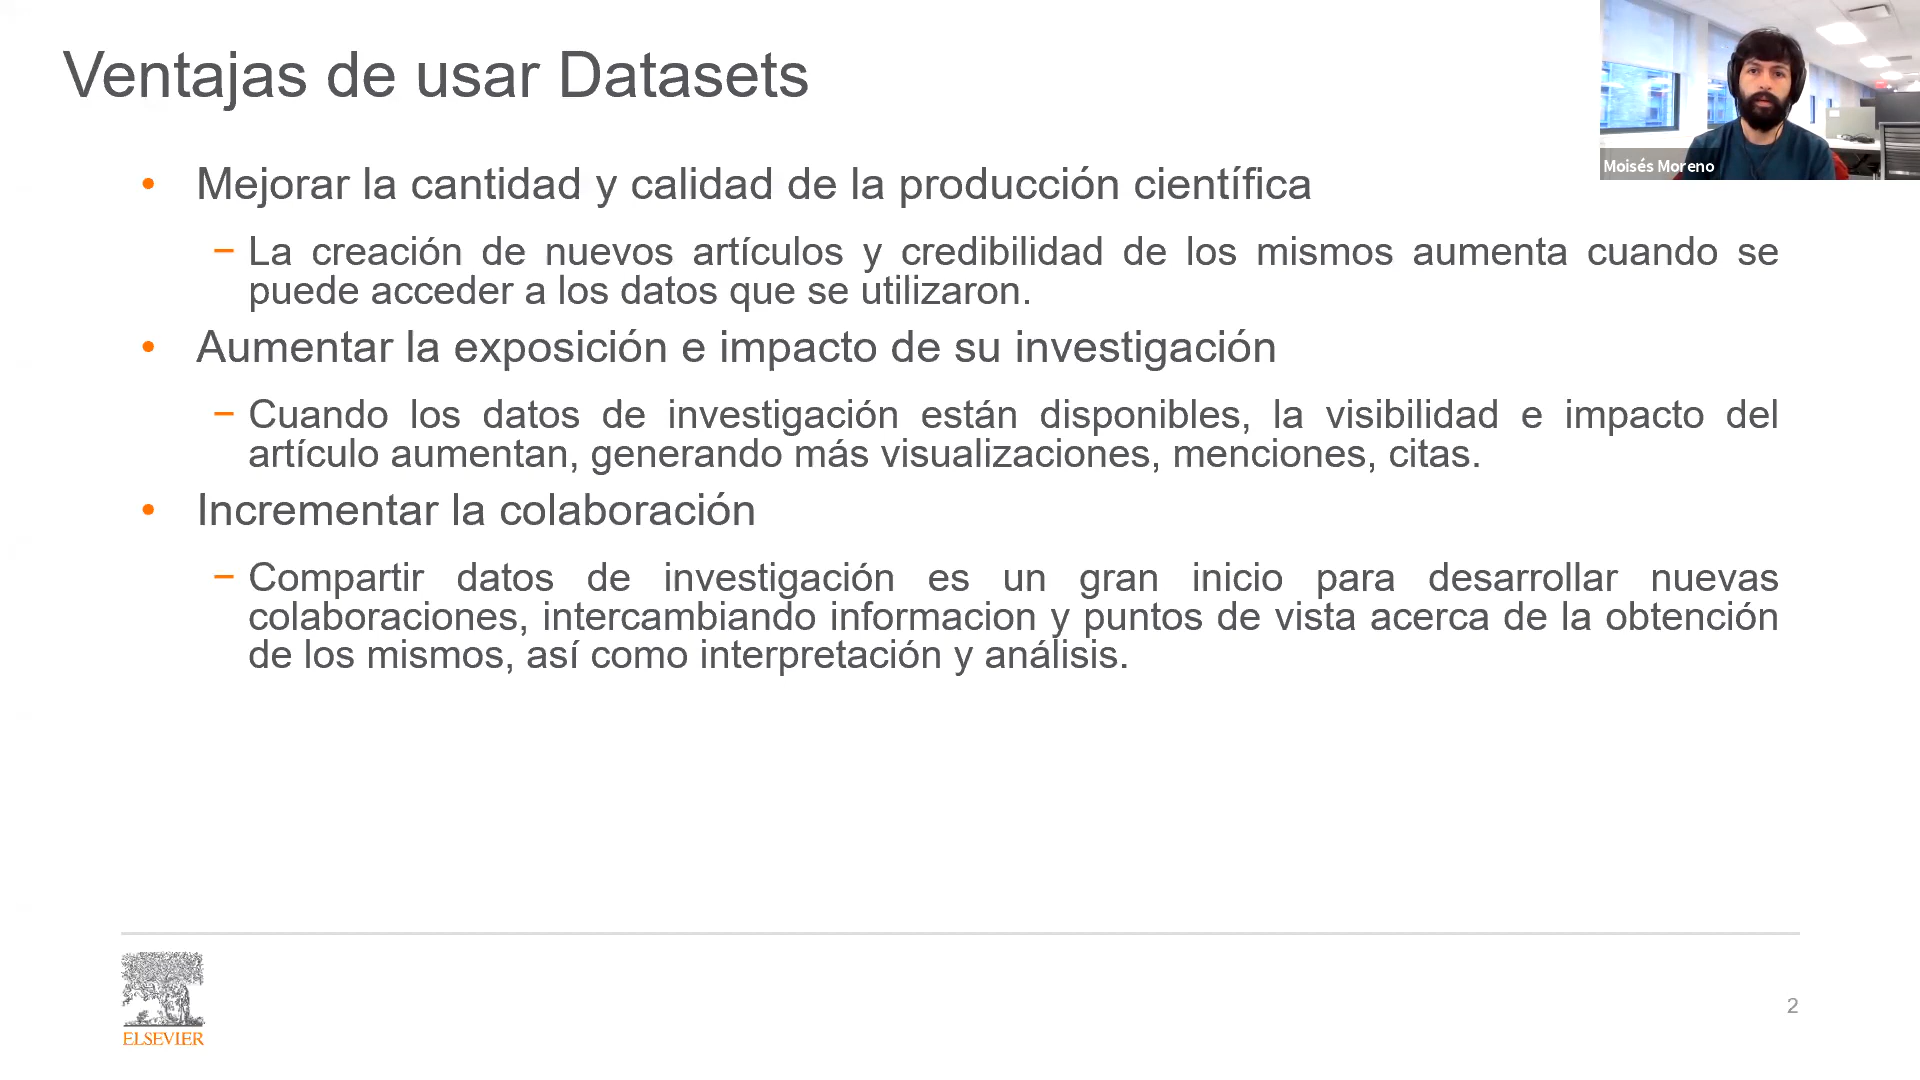 Ventajas de usar Datasets
Moisés Moreno
• Mejorar la cantidad y calidad de la producción científica
− La creación de nuevos artículos y credibilidad de los mismos aumenta cuando se
puede acceder a los datos que se utilizaron.
• Aumentar la exposición e impacto de su investigación
− Cuando los datos de investigación están disponibles, la visibilidad e impacto del
artículo aumentan, generando más visualizaciones, menciones, citas.
• Incrementar la colaboración
− Compartir datos de investigación es un gran inicio para desarrollar nuevas
colaboraciones, intercambiando informacion y puntos de vista acerca de la obtención
de los mismos, así como interpretación y análisis.
ELSEVIER
2